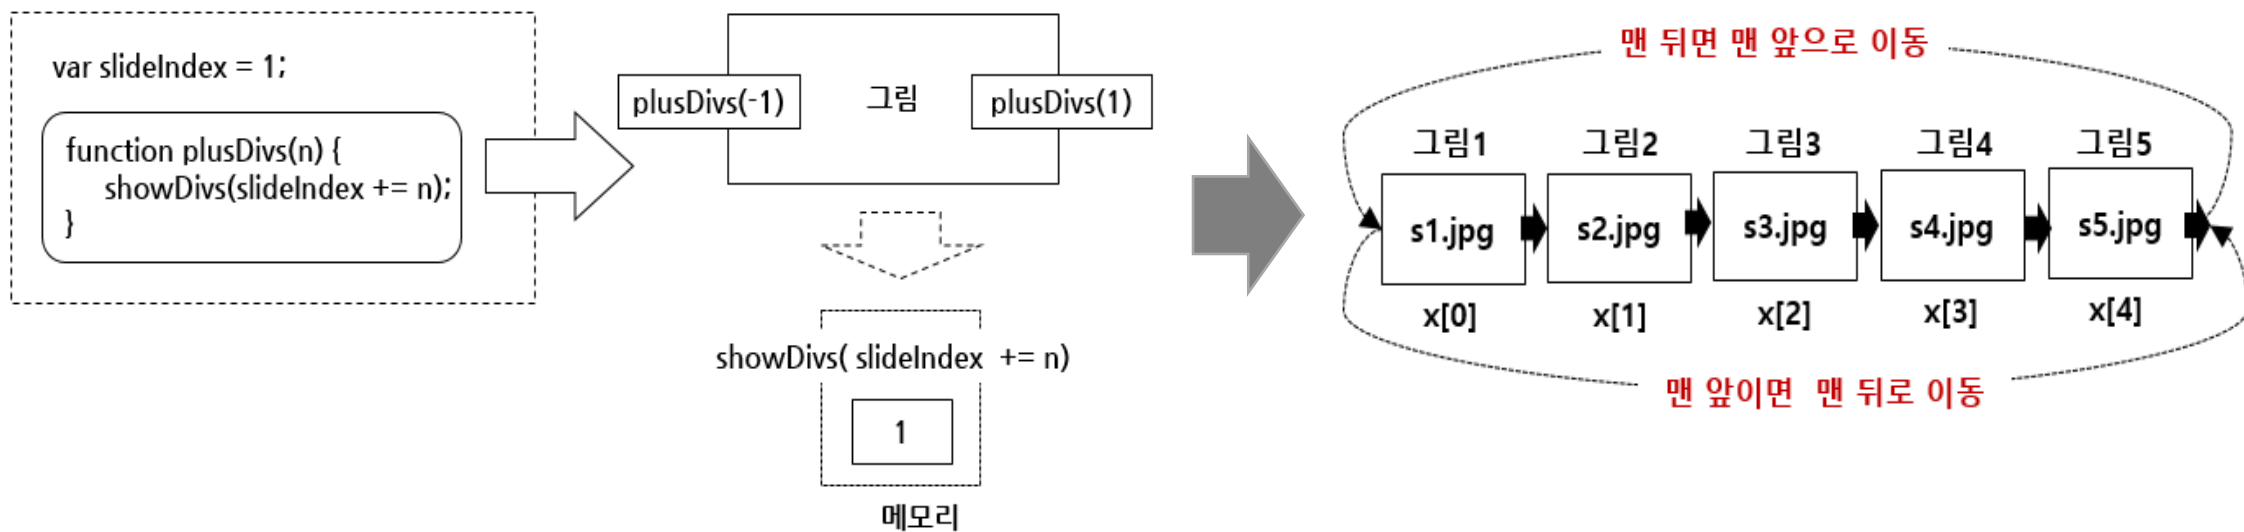 var slideIndex = 1;
function plusDivs(n) {
showDivs(slideIndex += n);
}
plusDivs(-1)
그림
plusDivs(1)
showDivs( slideIndex += n)
1
메모리
맨 뒤면 맨 앞으로 이동
그림1 그림2 그림3 그림4 그림5
s1.jpg s2.jpg s3.jpg s4.jpg s5.jpg
x[0] x[1] x[2] x[3] x[4]
맨 앞이면 맨 뒤로 이동